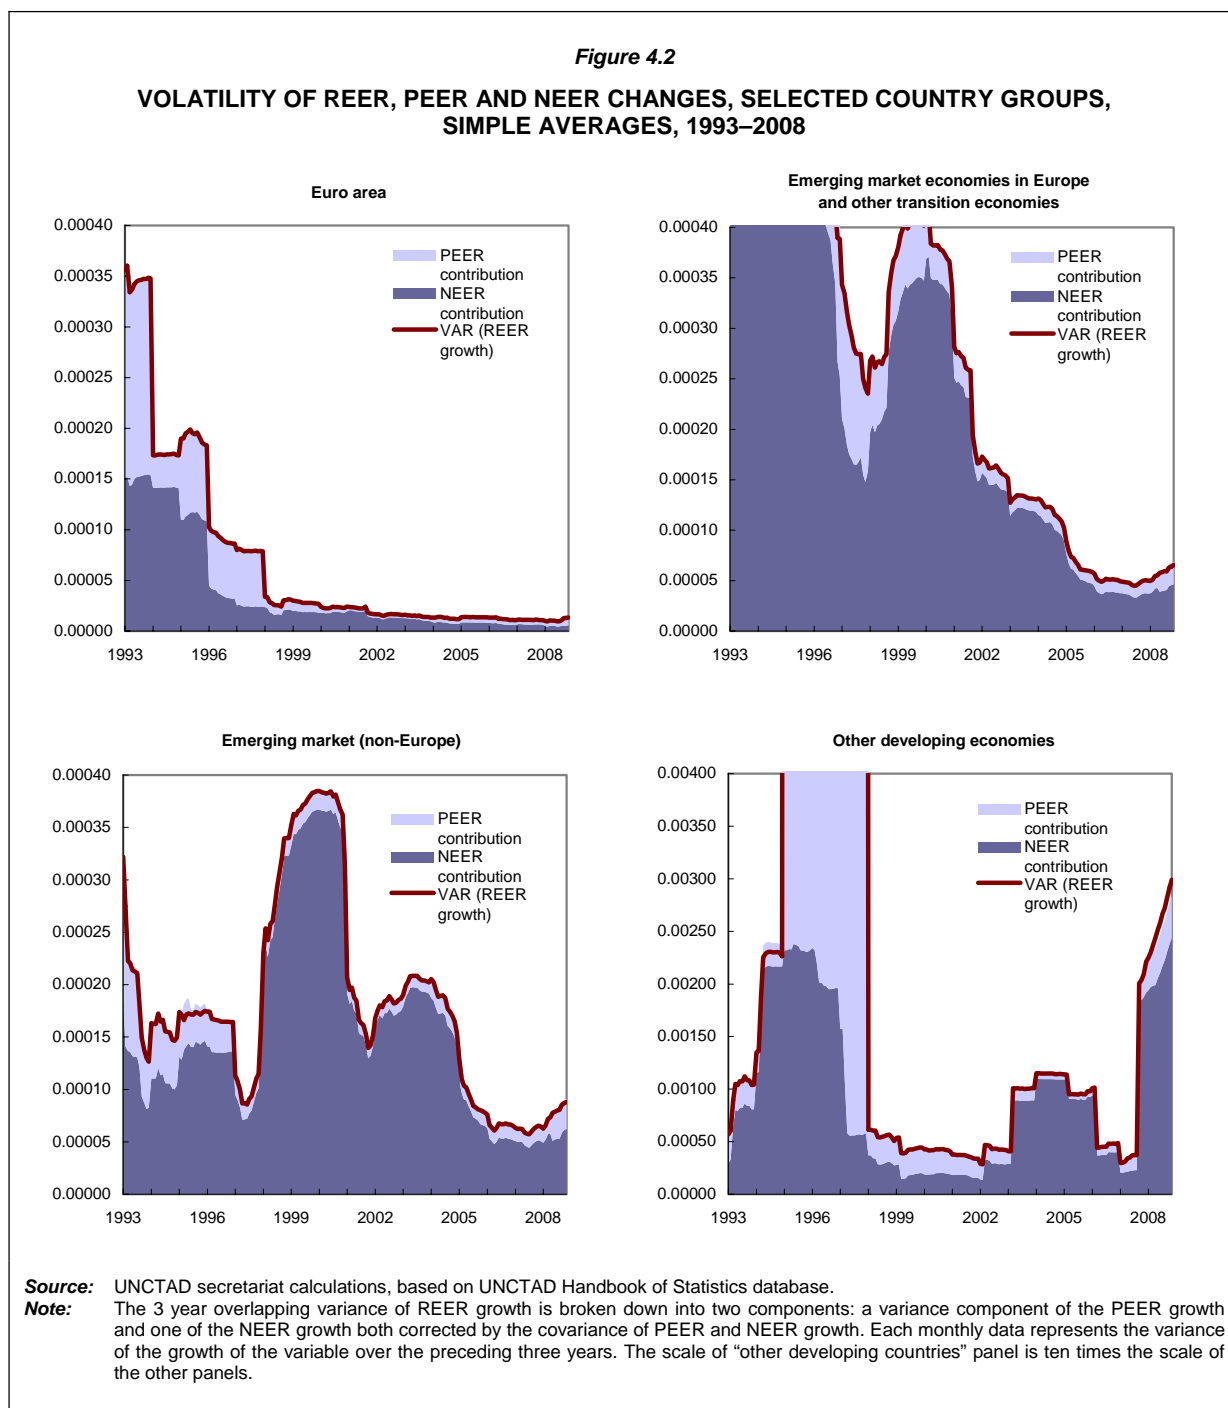 Figure 4.2
VOLATILITY OF REER, PEER AND NEER CHANGES, SELECTED COUNTRY GROUPS,
SIMPLE AVERAGES, 1993–2008
Euro area
0.00040
0.00035
0.00030
0.00025
0.00020
0.00015
0.00010
0.00005
0.00000
PEER
contribution
NEER
contribution
VAR (REER
growth)
1993 1996 1999 2002 2005 2008
Emerging market economies in Europe
and other transition economies
0.00040
0.00035
0.00030
0.00025
0.00020
0.00015
0.00010
0.00005
0.00000
PEER
contribution
NEER
contribution
VAR (REER
growth)
1993 1996 1999 2002 2005 2008
Emerging market (non-Europe)
0.00040
0.00035
0.00030
0.00025
0.00020
0.00015
0.00010
0.00005
0.00000
PEER
contribution
NEER
contribution
VAR (REER
growth)
1993 1996 1999 2002 2005 2008
Other developing economies
0.00400
0.00350
0.00300
0.00250
0.00200
0.00150
0.00100
0.00050
0.00000
PEER
contribution
NEER
contribution
VAR (REER
growth)
1993 1996 1999 2002 2005 2008
Source: UNCTAD secretariat calculations, based on UNCTAD Handbook of Statistics database.
Note: The 3 year overlapping variance of REER growth is broken down into two components: a variance component of the PEER growth
and one of the NEER growth both corrected by the covariance of PEER and NEER growth. Each monthly data represents the variance
of the growth of the variable over the preceding three years. The scale of “other developing countries” panel is ten times the scale of
the other panels.